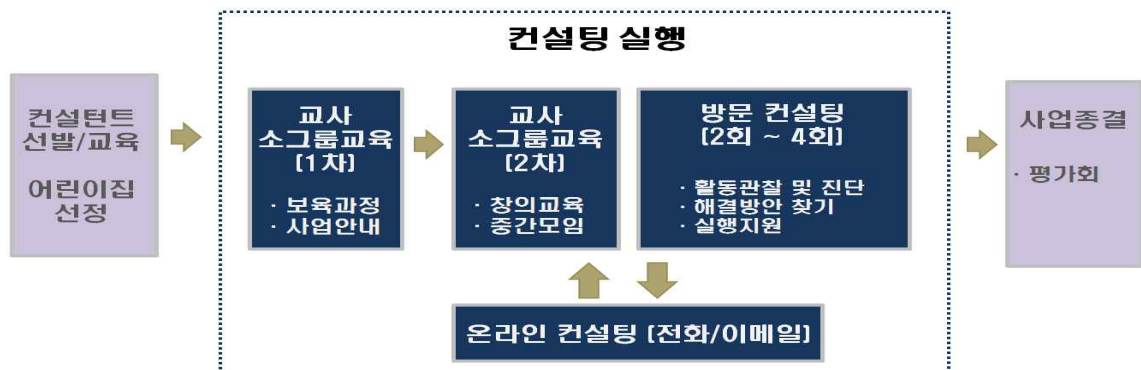 컨설팅 실행
컨설턴트
선발/교육
어린이집
선정
교사
소그룹교육
[1차]
· 보육과정
· 사업안내
교사
소그룹교육
[2차]
· 창의교육
· 중간모임
방문 컨설팅
[2회 ~ 4회]
· 활동관찰 및 진단
· 해결방안 찾기
· 실행지원
온라인 컨설팅 [전화/이메일]
사업종결
· 평가회